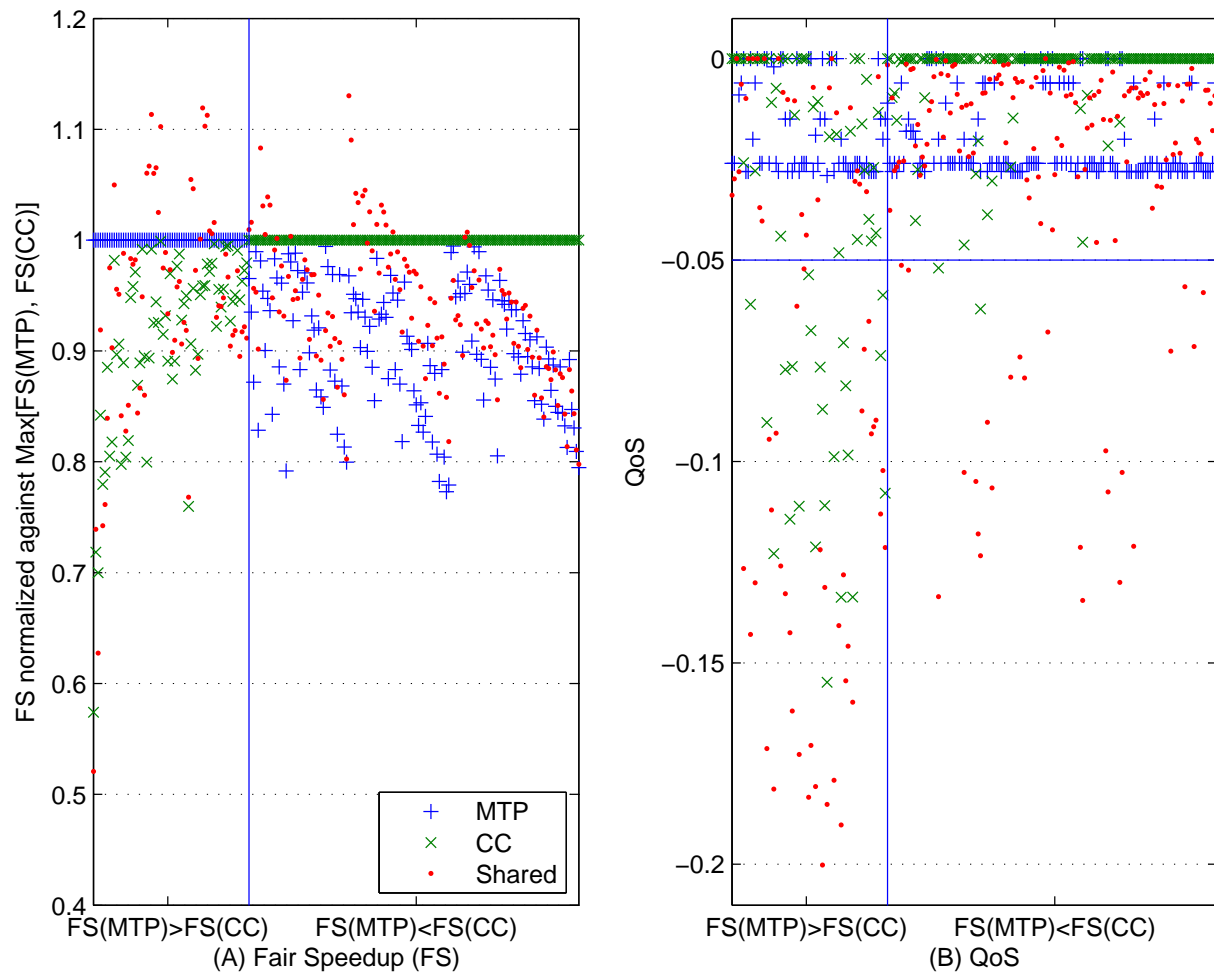 FS normalized against Max[FS(MTP), FS(CC)]
1.2
1.1
1
0.9
0.8
0.7
0.6
0.5
0.4
MTP
CC
Shared
FS(MTP)>FS(CC)
FS(MTP)<FS(CC)
(A) Fair Speedup (FS)
QoS
0
−0.05
−0.1
−0.15
−0.2
FS(MTP)>FS(CC)
FS(MTP)<FS(CC)
(B) QoS